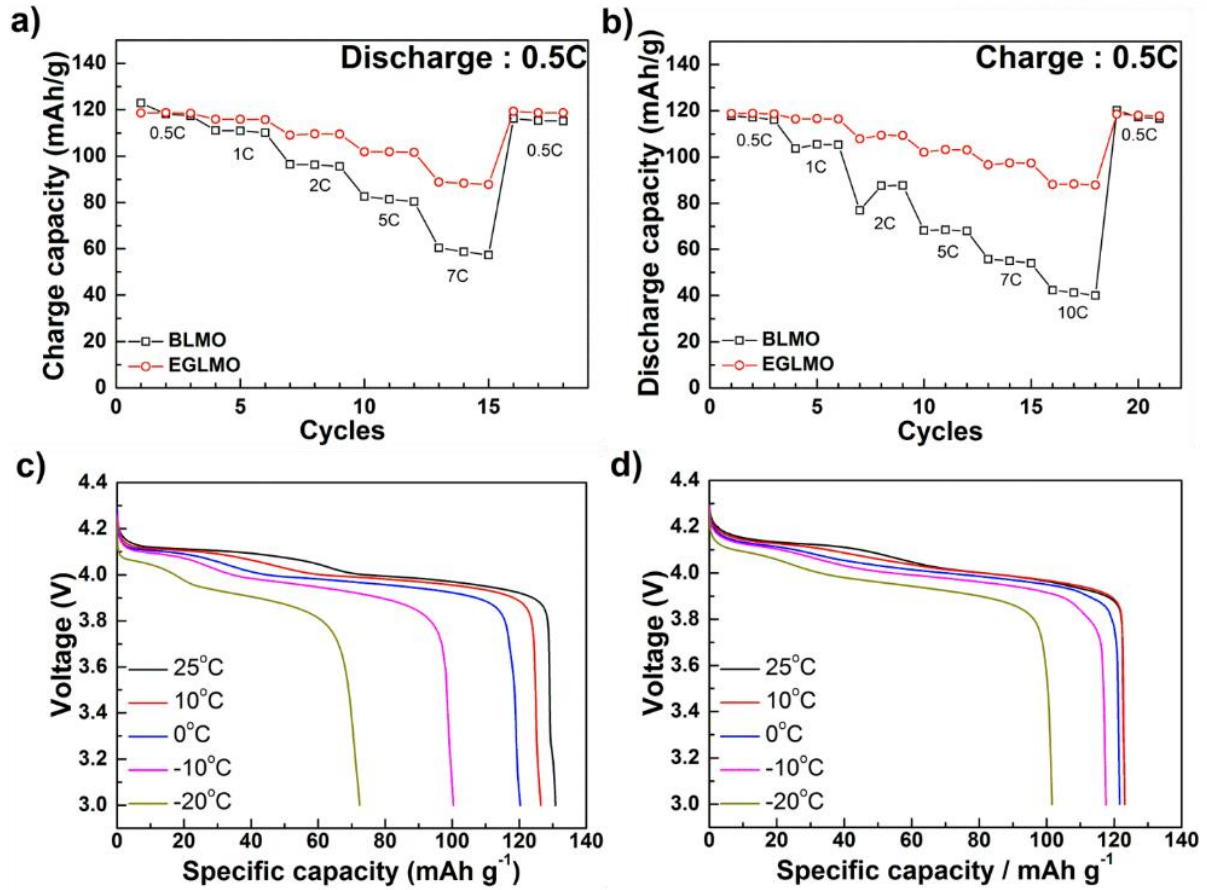 a)
Discharge : 0.5C
Charge capacity (mAh/g)
140
120
100
80
60
40
20
0
0.5C
1C
2C
5C
7C
0.5C
BLMO
EGLMO
0
5
10
15
Cycles
b)
Charge : 0.5C
Discharge capacity (mAh/g)
140
120
100
80
60
40
20
0
0.5C
1C
2C
5C
7C
10C
0.5C
BLMO
EGLMO
0
5
10
15
20
Cycles
c)
Voltage (V)
4.4
4.2
4.0
3.8
3.6
3.4
3.2
3.0
25°C
10°C
0°C
-10°C
-20°C
0
20
40
60
80
100
120
140
Specific capacity (mAh g⁻¹)
d)
Voltage (V)
4.4
4.2
4.0
3.8
3.6
3.4
3.2
3.0
25°C
10°C
0°C
-10°C
-20°C
0
20
40
60
80
100
120
140
Specific capacity / mAh g⁻¹